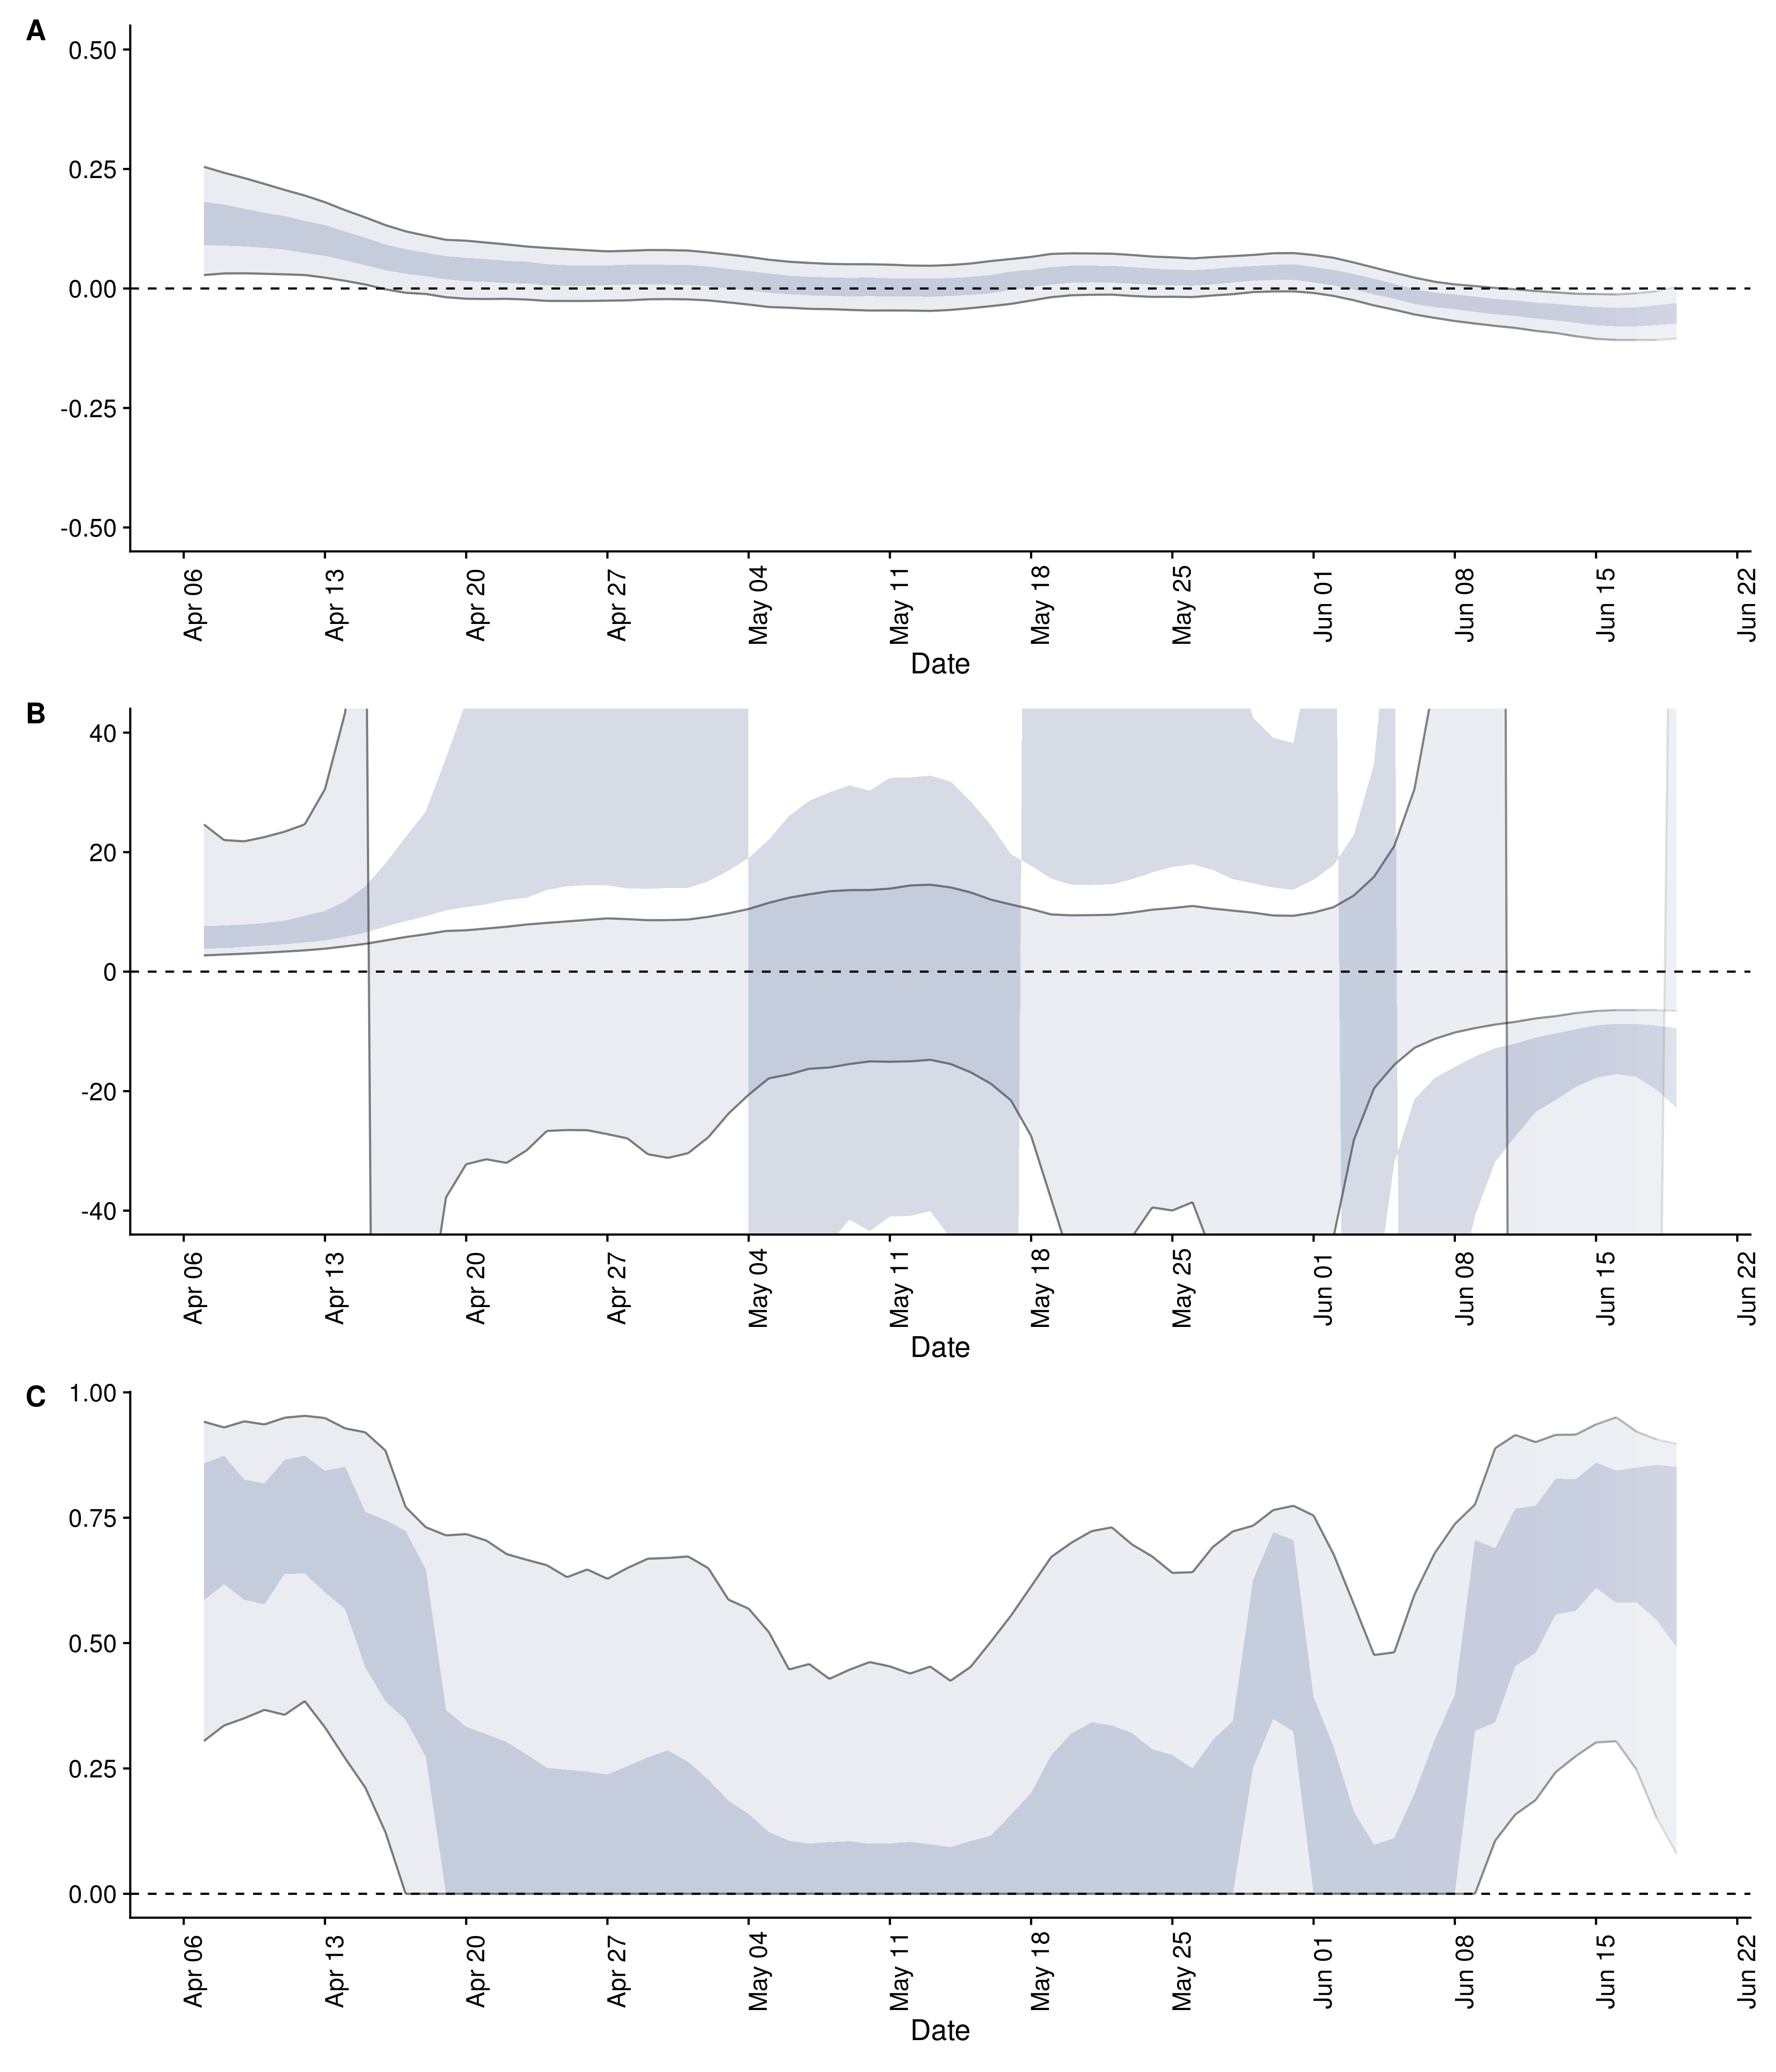 A
0.50
0.25
0.00
-0.25
-0.50
Apr 06
Apr 13
Apr 20
Apr 27
May 04
May 11
May 18
May 25
Jun 01
Jun 08
Jun 15
Jun 22
Date
B
40
20
0
-20
-40
Apr 06
Apr 13
Apr 20
Apr 27
May 04
May 11
May 18
May 25
Jun 01
Jun 08
Jun 15
Jun 22
Date
C
1.00
0.75
0.50
0.25
0.00
Apr 06
Apr 13
Apr 20
Apr 27
May 04
May 11
May 18
May 25
Jun 01
Jun 08
Jun 15
Jun 22
Date